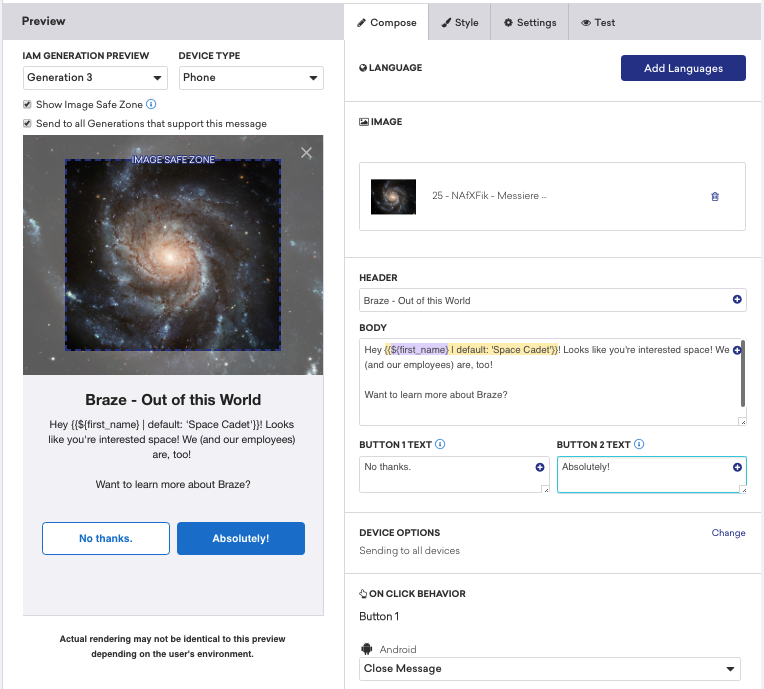 Preview
Compose
Style
Settings
Test
IAM GENERATION PREVIEW
DEVICE TYPE
Generation 3
Phone
Show Image Safe Zone
Send to all Generations that support this message
IMAGE SAFE ZONE
Braze - Out of this World
Hey {{${first_name} | default: 'Space Cadet'}}! Looks
like you're interested space! We (and our employees)
are, too!
Want to learn more about Braze?
No thanks.
Absolutely!
Actual rendering may not be identical to this preview
depending on the user's environment.
LANGUAGE
Add Languages
IMAGE
25 - NAfXFik - Messiere ...
HEADER
Braze - Out of this World
BODY
Hey {{${first_name} | default: 'Space Cadet'}}! Looks like you're interested space! We
(and our employees) are, too!
Want to learn more about Braze?
BUTTON 1 TEXT
BUTTON 2 TEXT
No thanks.
Absolutely!
DEVICE OPTIONS
Change
Sending to all devices
ON CLICK BEHAVIOR
Button 1
Android
Close Message